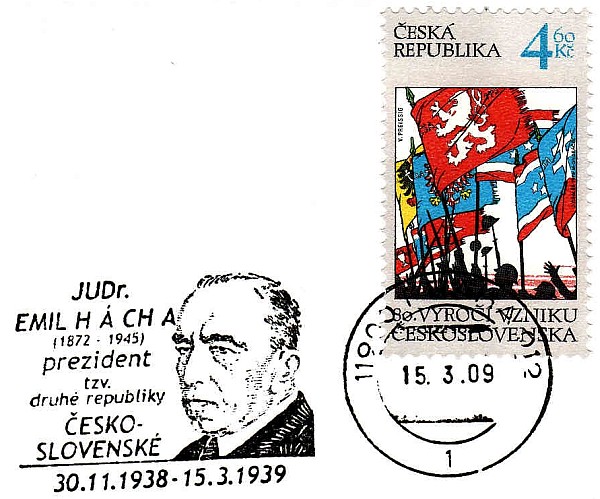 ČESKÁ
REPUBLIKA
4 60
Kč
V. PREISSIG
80. VÝROČÍ VZNIKU
ČESKOSLOVENSKA
JUDr.
EMIL HÁCHA
(1872 - 1945)
prezident
tzv.
druhé republiky
ČESKO-
SLOVENSKÉ
30.11.1938 - 15.3.1939
15. 3.09
1